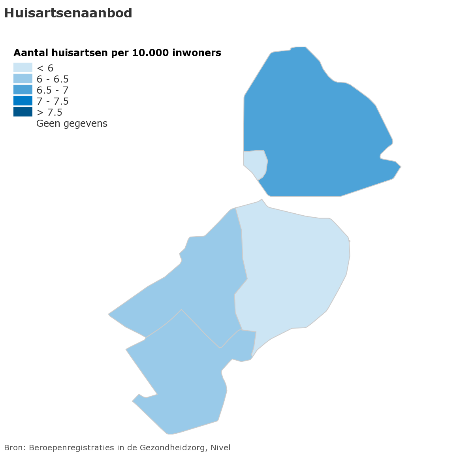 Huisartsenaanbod
Aantal huisartsen per 10.000 inwoners
< 6
6 - 6.5
6.5 - 7
7 - 7.5
> 7.5
Geen gegevens
Bron: Beroepenregistraties in de Gezondheidzorg, Nivel